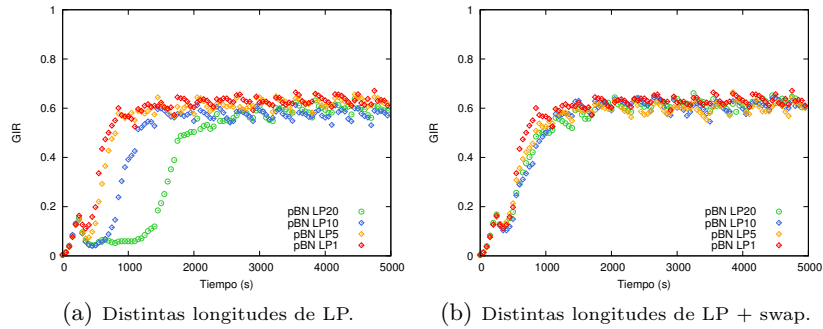 1
0.8
0.6
0.4
0.2
0
GIR
0 1000 2000 3000 4000 5000
Tiempo (s)
pBN LP20
pBN LP10
pBN LP5
pBN LP1
(a) Distintas longitudes de LP.
1
0.8
0.6
0.4
0.2
0
GIR
0 1000 2000 3000 4000 5000
Tiempo (s)
pBN LP20
pBN LP10
pBN LP5
pBN LP1
(b) Distintas longitudes de LP + swap.